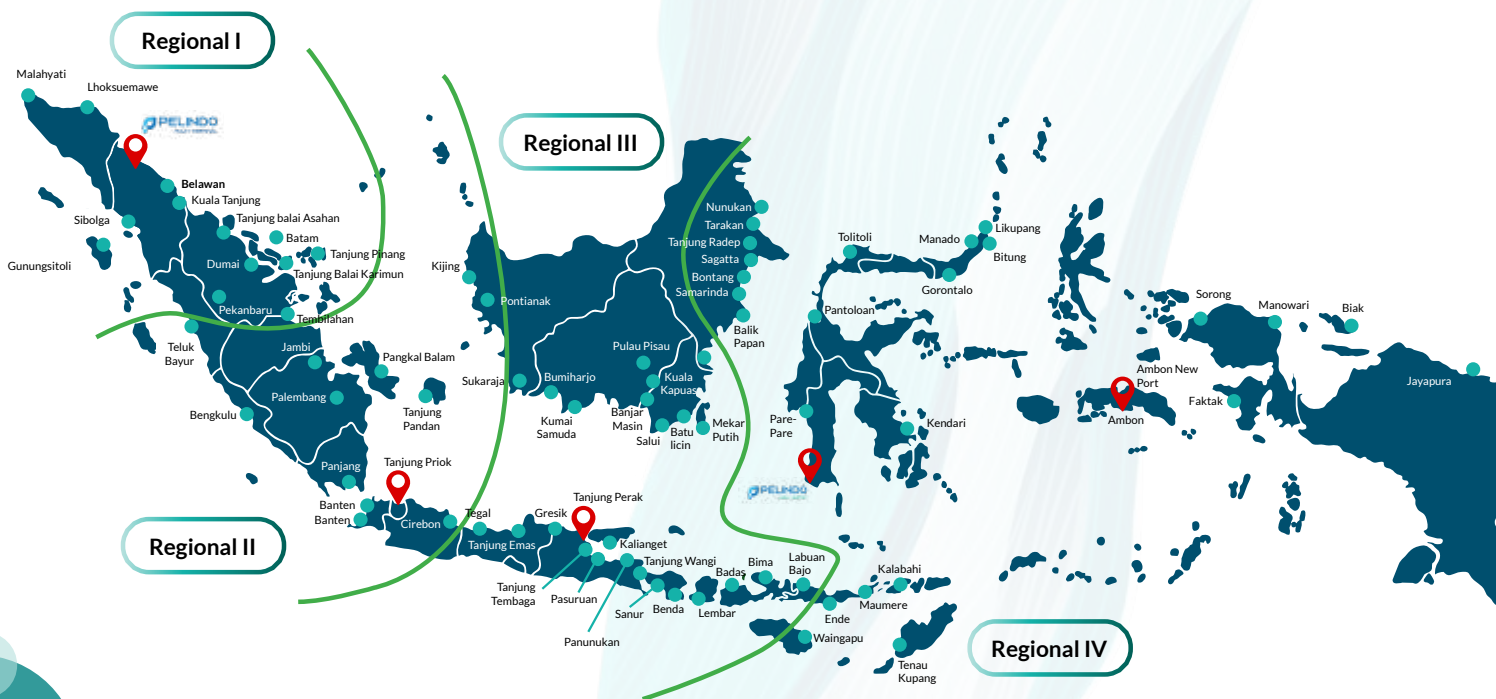 Regional I
Malahyati
Lhoksuemawe
PELINDO
Belawan
Kuala Tanjung
Sibolga
Tanjung balai Asahan
Batam
Tanjung Pinang
Gunungsitoli
Dumai
Tanjung Balai Karimun
Pekanbaru
Tembilahan
Teluk
Bayur
Jambi
Pangkal Balam
Palembang
Tanjung
Pandan
Bengkulu
Panjang
Tanjung Priok
Banten
Banten
Cirebon
Regional II
Regional III
Kijing
Pontianak
Sukaraja
Bumiharjo
Kumai
Samuda
Pulau Pisau
Kuala
Kapuas
Banjar
Masin
Salui
Batu
licin
Mekar
Putih
Tegal
Tanjung Emas
Gresik
Tanjung Perak
Kalianget
Tanjung Wangi
Tanjung
Tembaga
Pasuruan
Panunukan
Sanur
Benda
Lembar
Badas
Bima
Labuan
Bajo
Nunukan
Tarakan
Tanjung Radep
Sagatta
Bontang
Samarinda
Balik
Papan
Tolitoli
Manado
Likupang
Bitung
Gorontalo
Pantoloan
Pare-
Pare
Kendari
PELINDO
Kalabahi
Maumere
Ende
Waingapu
Tenau
Kupang
Sorong
Manowari
Biak
Ambon New
Port
Ambon
Faktak
Jayapura
Regional IV